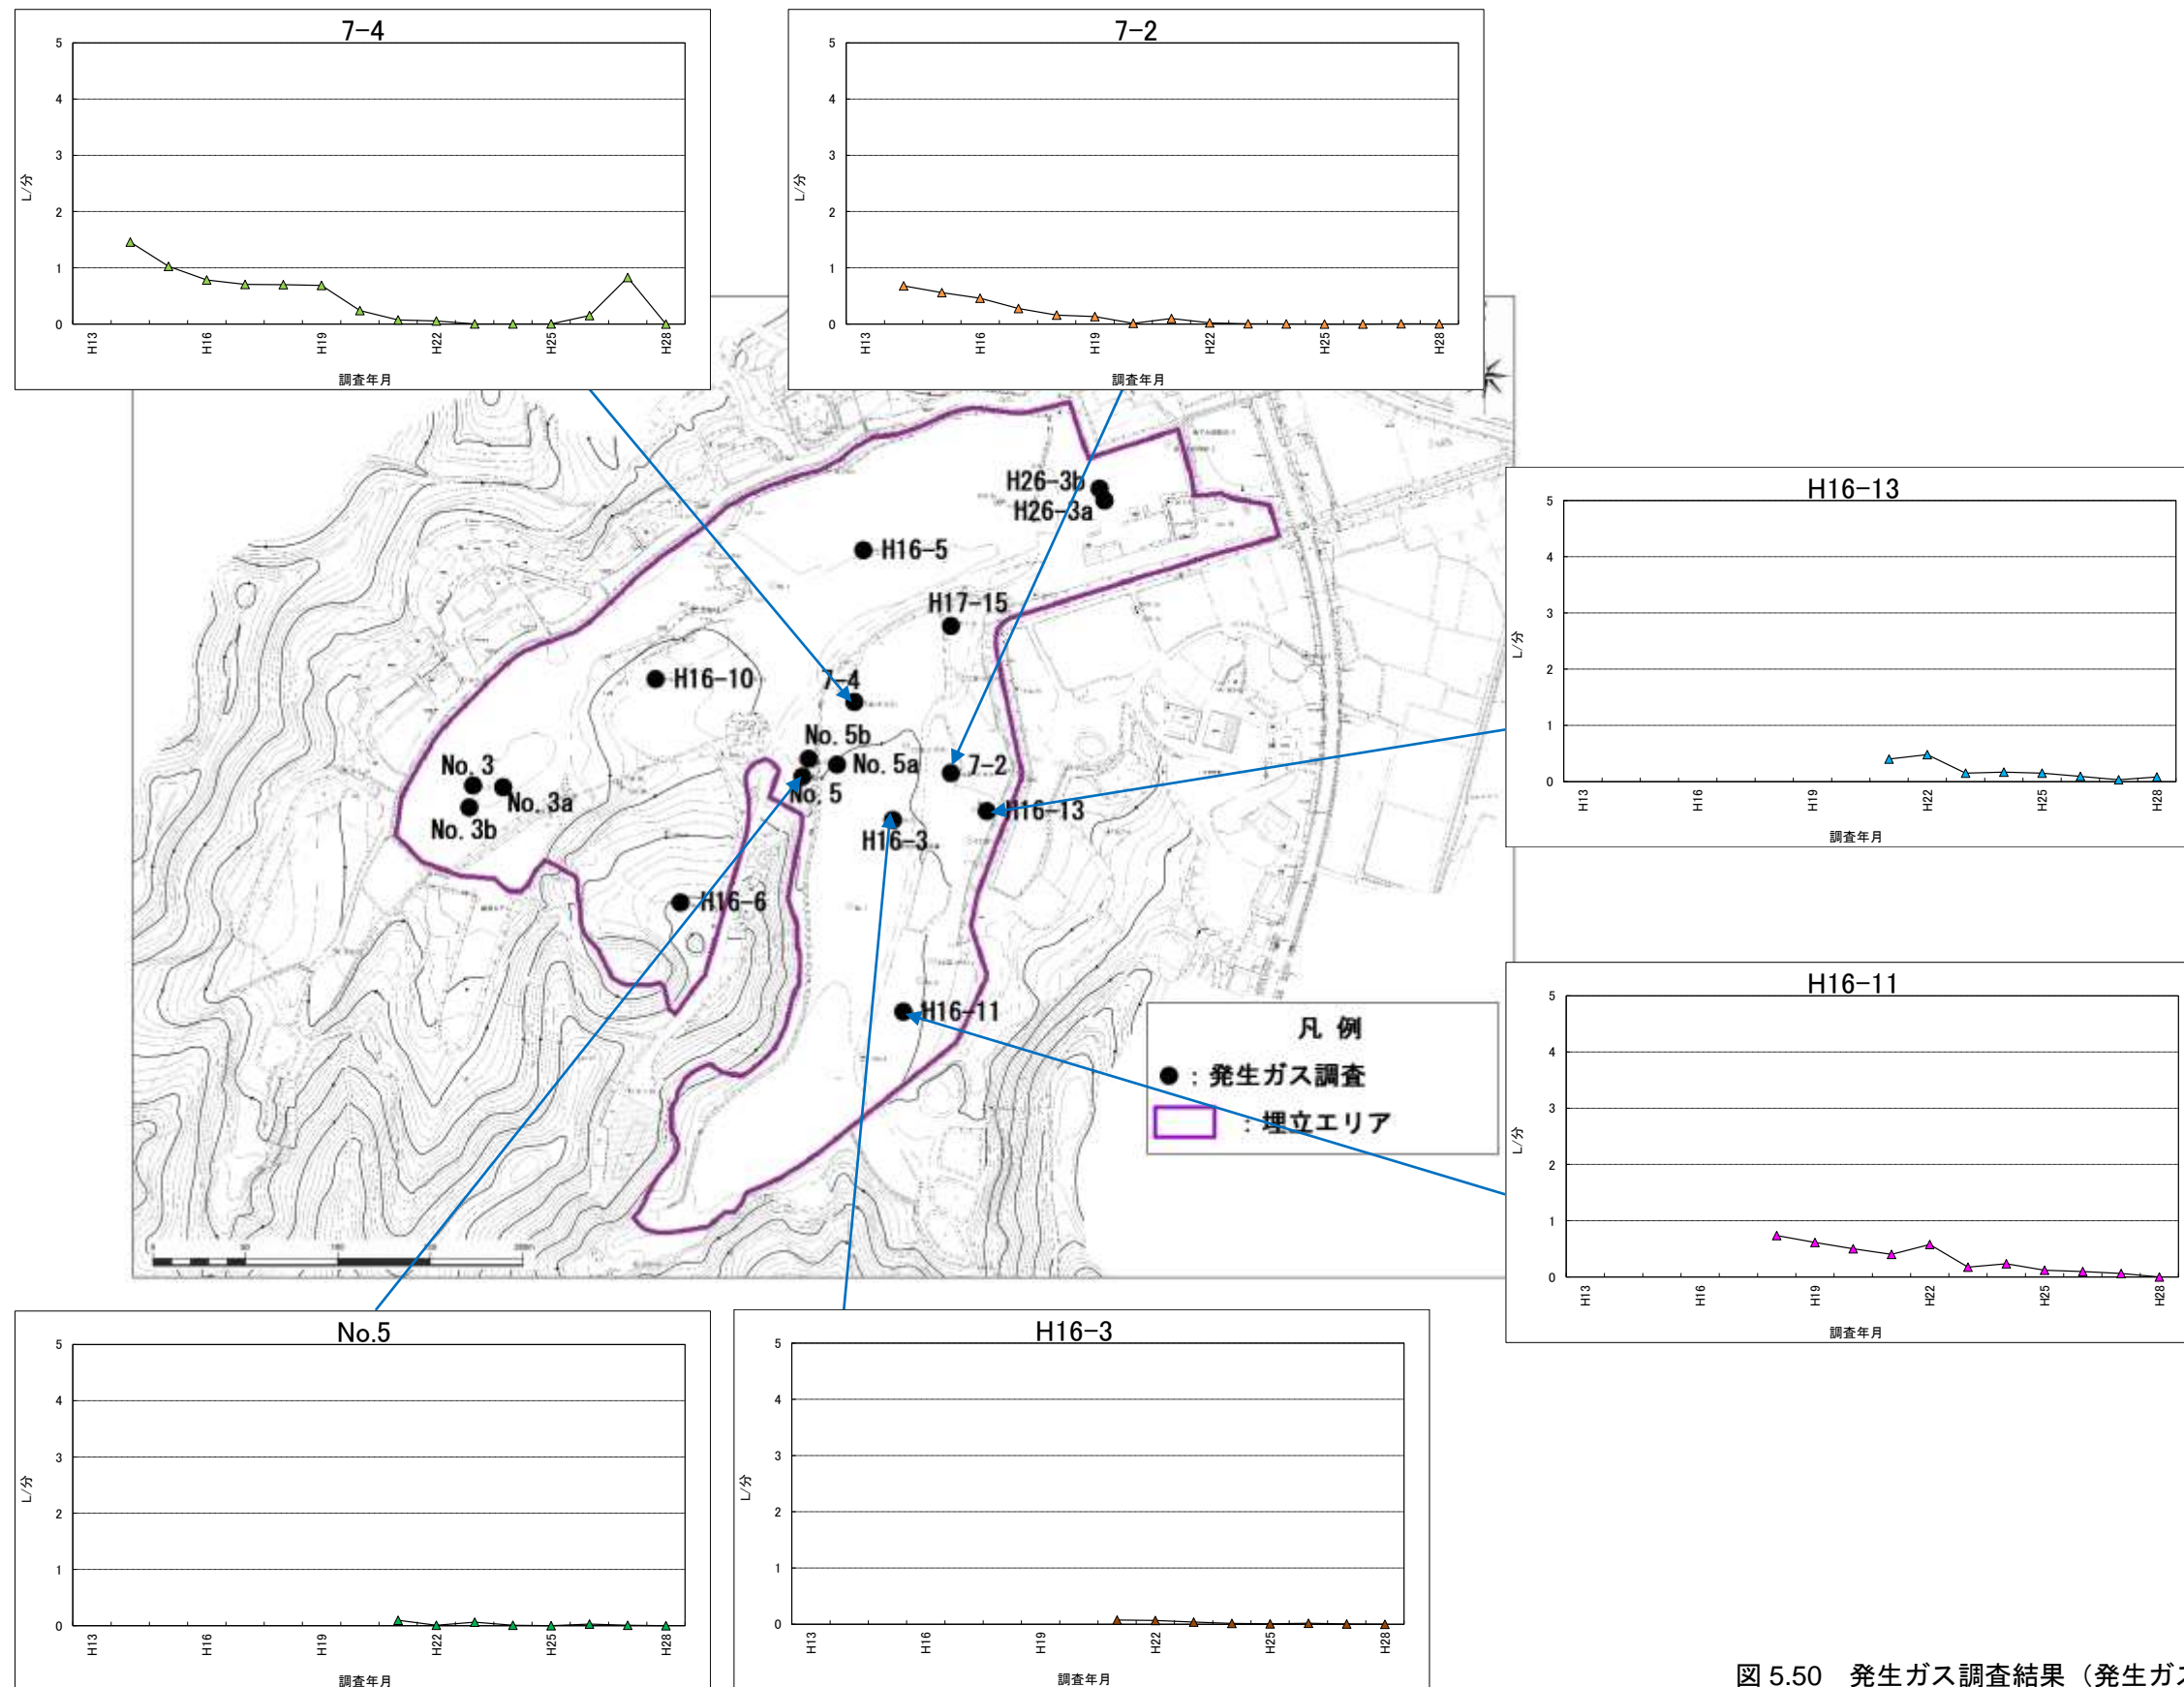 7-4
5
4
3
2
1
0
L/分
H13
H16
H19
H22
H25
H28
調査年月
7-2
5
4
3
2
1
0
L/分
H13
H16
H19
H22
H25
H28
調査年月
H16-13
5
4
3
2
1
0
L/分
H13
H16
H19
H22
H25
H28
調査年月
H26-3b
H26-3a
H16-5
H17-15
H16-10
7-4
No. 5b
No. 5a
No. 5
7-2
No. 3
No. 3a
No. 3b
H16-13
H16-3
H16-6
H16-11
凡 例
● : 発生ガス調査
: 埋立エリア
H16-11
5
4
3
2
1
0
L/分
H13
H16
H19
H22
H25
H28
調査年月
No.5
5
4
3
2
1
0
L/分
H13
H16
H19
H22
H25
H28
調査年月
H16-3
5
4
3
2
1
0
L/分
H13
H16
H19
H22
H25
H28
調査年月
図 5.50 発生ガス調査結果（発生ガス